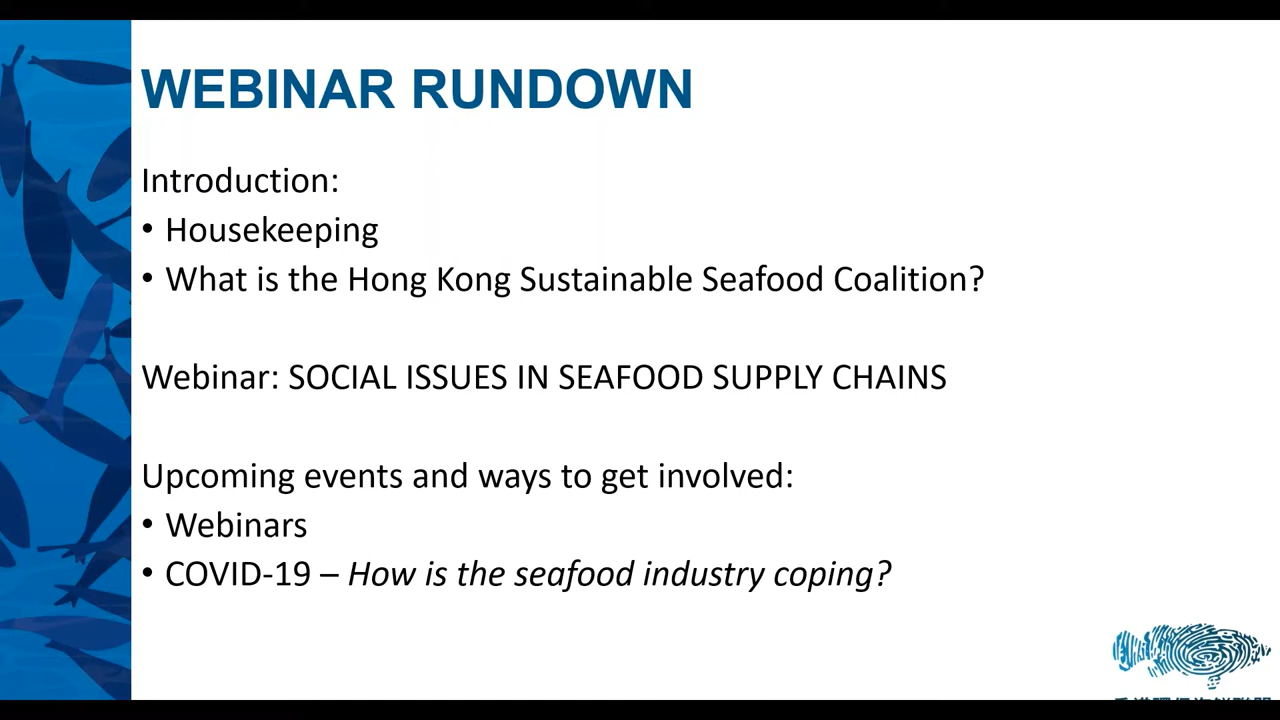 WEBINAR RUNDOWN
Introduction:
• Housekeeping
• What is the Hong Kong Sustainable Seafood Coalition?
Webinar: SOCIAL ISSUES IN SEAFOOD SUPPLY CHAINS
Upcoming events and ways to get involved:
• Webinars
• COVID-19 – How is the seafood industry coping?